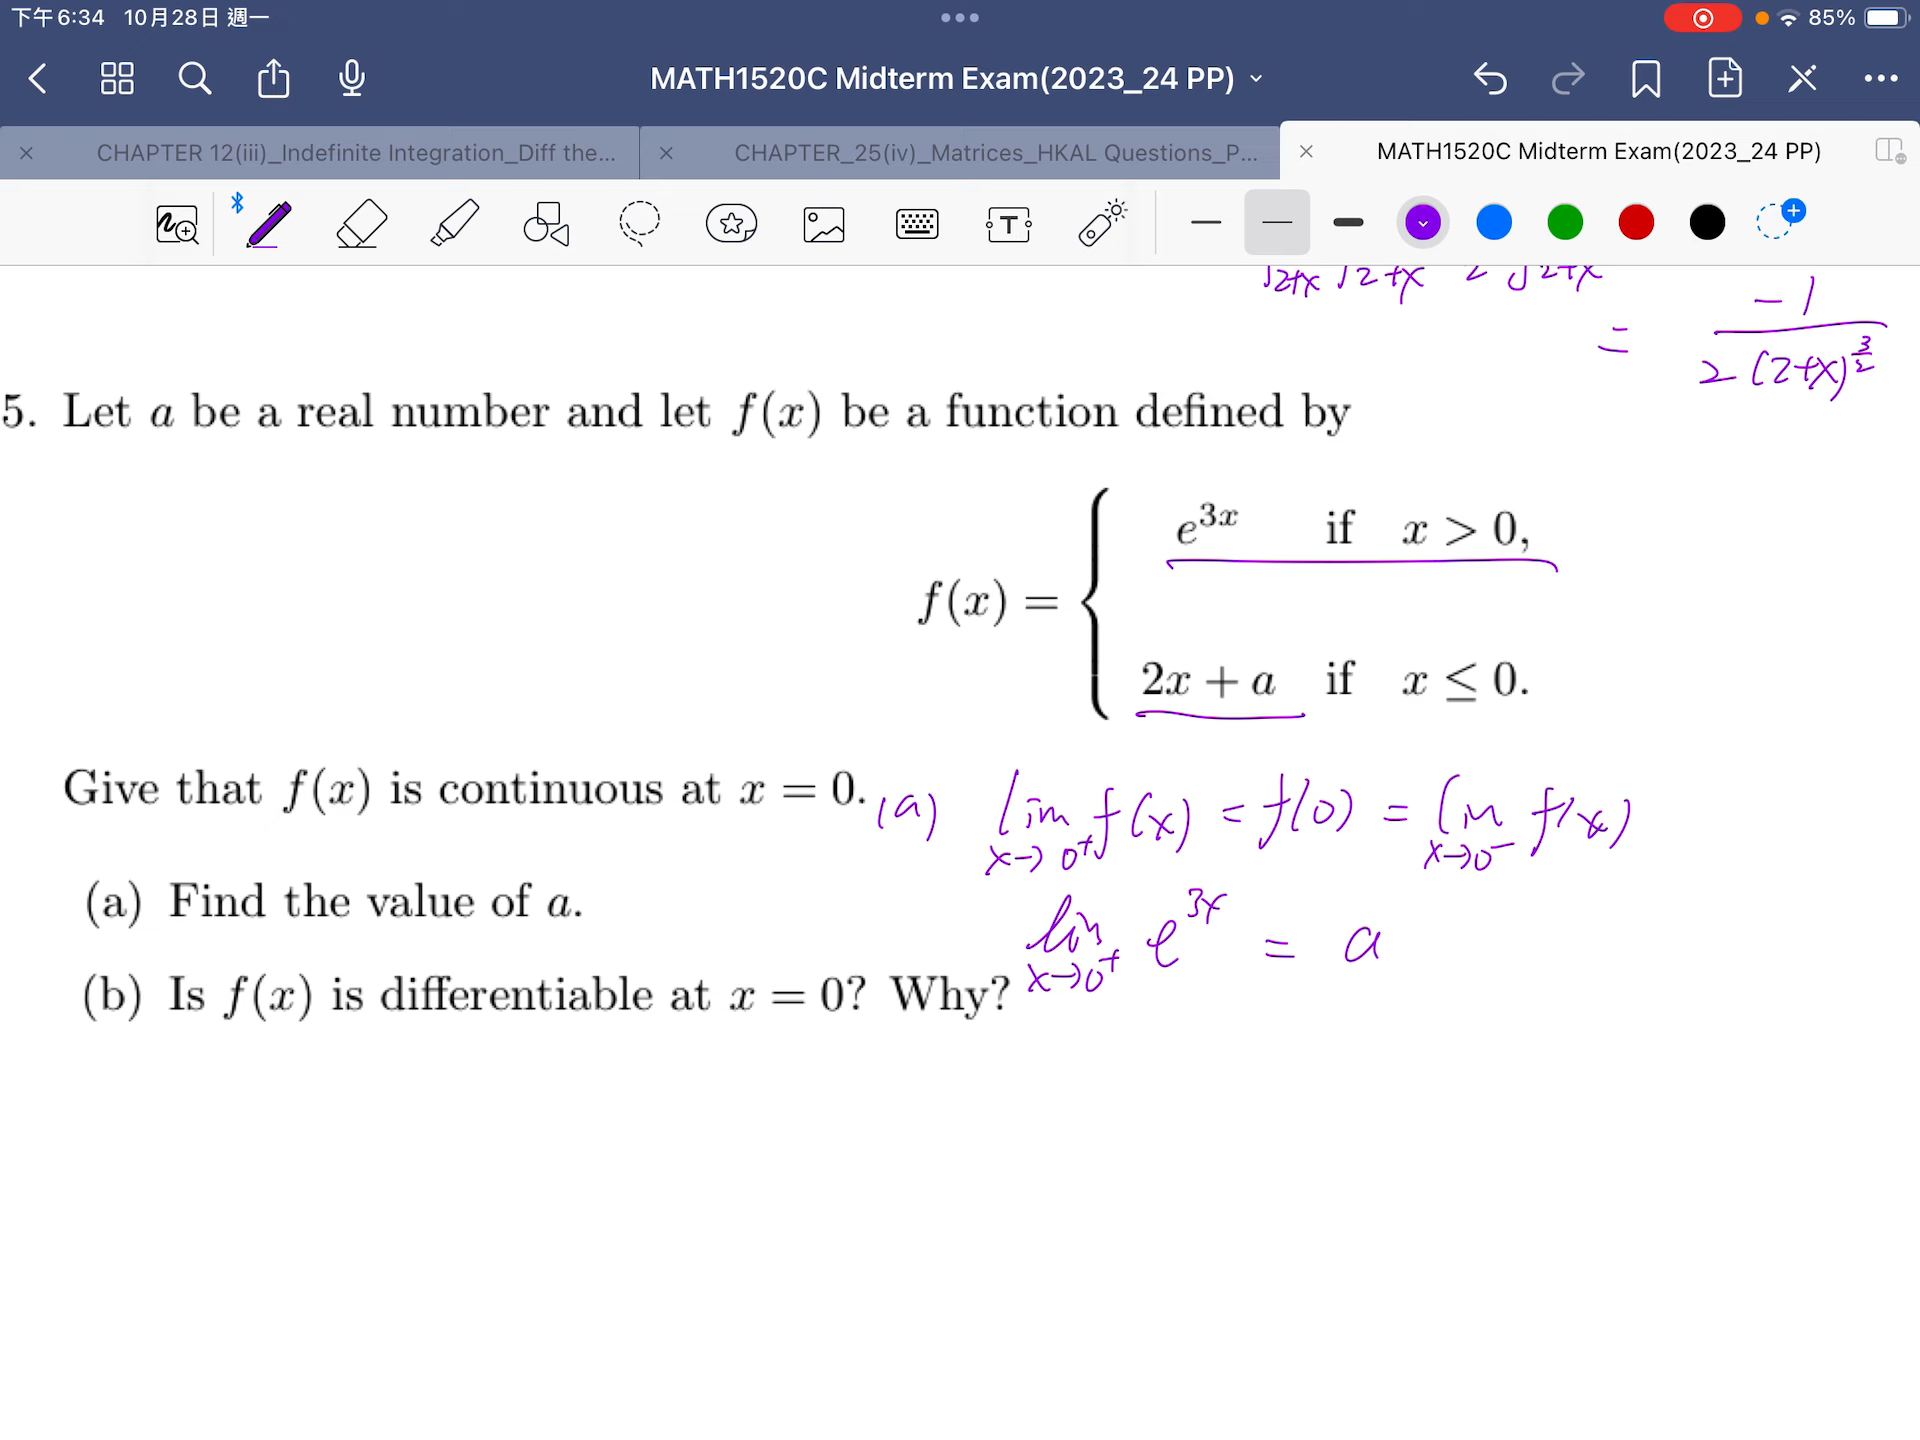 下午6:34 10月28日 週一
85%
MATH1520C Midterm Exam(2023_24 PP)
CHAPTER 12(iii)_Indefinite Integration_Diff the...
CHAPTER_25(iv)_Matrices_HKAL Questions_P...
MATH1520C Midterm Exam(2023_24 PP)
= -1 / 2(2+x)^{3/2}
5. Let a be a real number and let f(x) be a function defined by
e^{3x} if x > 0,
f(x) =
2x + a if x ≤ 0.
Give that f(x) is continuous at x = 0.
(a) lim_{x→0⁺} f(x) = f(0) = lim_{x→0⁻} f(x)
(a) Find the value of a.
lim_{x→0⁺} e^{3x} = a
(b) Is f(x) is differentiable at x = 0? Why?